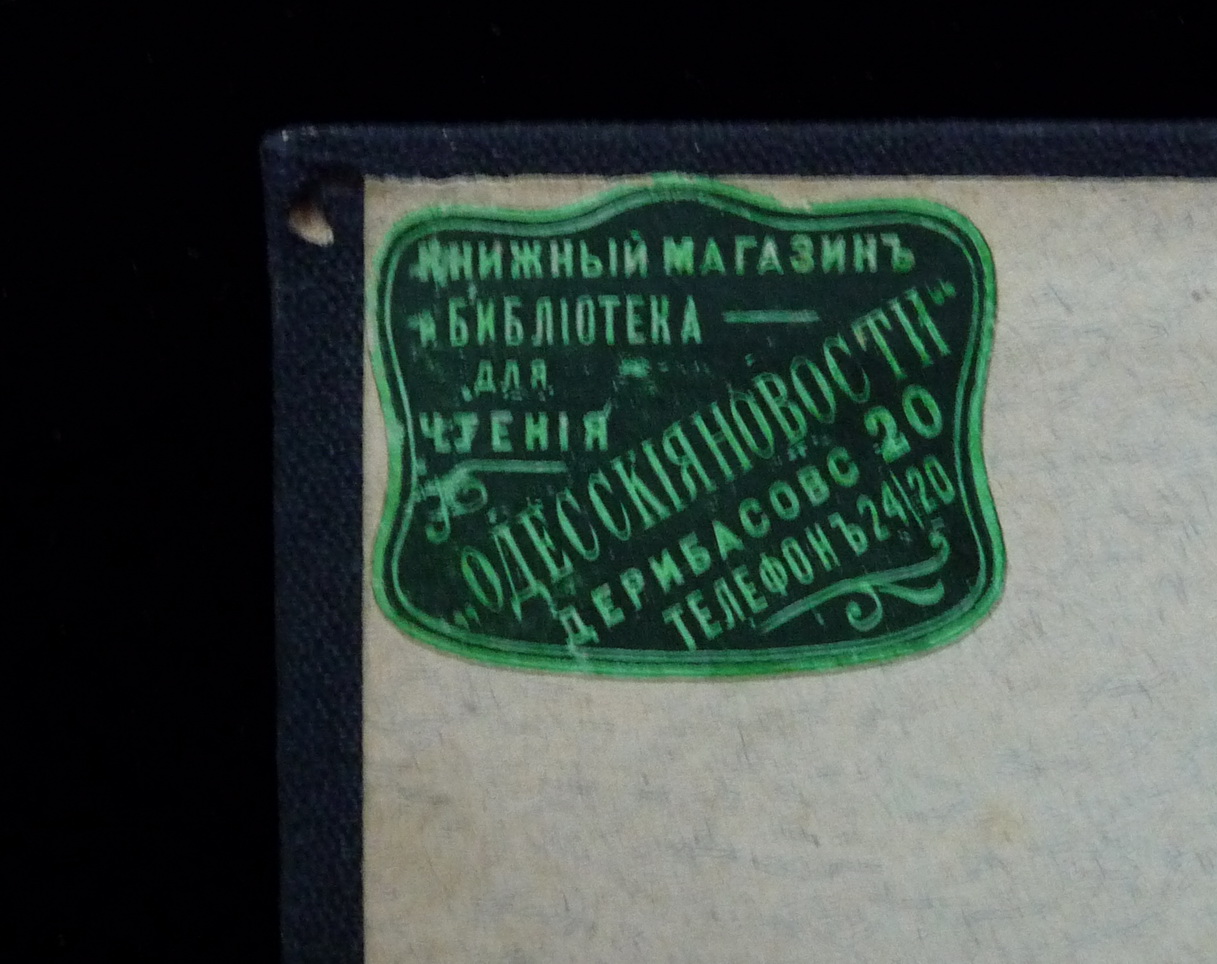 КНИЖНЫЙ МАГАЗИНЪ
и БИБЛІОТЕКА
ДЛЯ
ЧТЕНІЯ
„ОДЕССКІЯ НОВОСТИ“
ДЕРИБАСОВС 20
ТЕЛЕФОНЪ 24/20